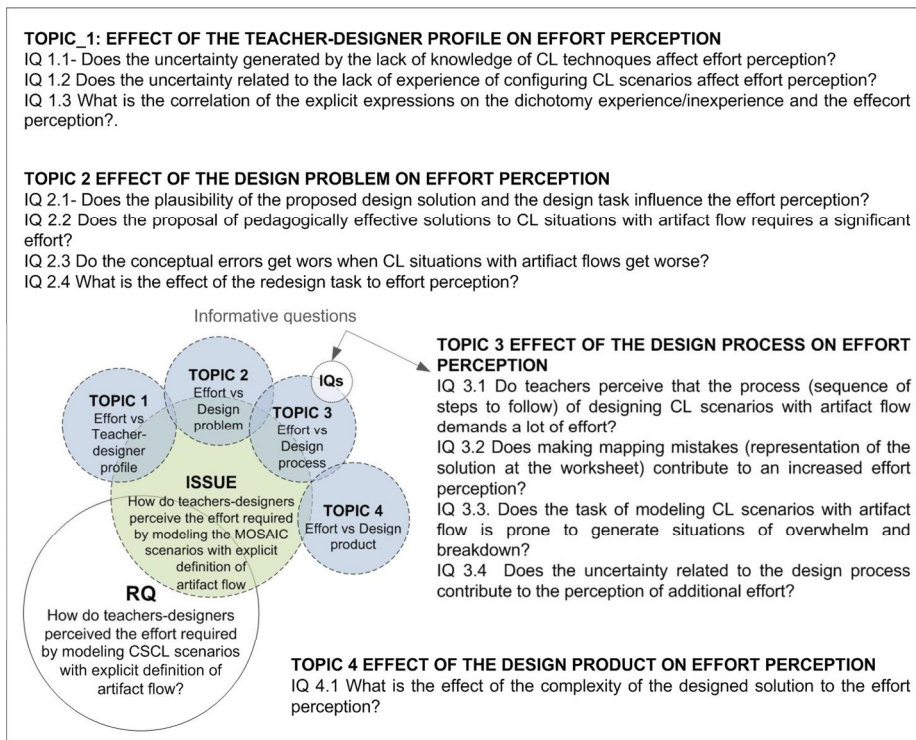 TOPIC_1: EFFECT OF THE TEACHER-DESIGNER PROFILE ON EFFORT PERCEPTION
IQ 1.1- Does the uncertainty generated by the lack of knowledge of CL technoques affect effort perception?
IQ 1.2 Does the uncertainty related to the lack of experience of configuring CL scenarios affect effort perception?
IQ 1.3 What is the correlation of the explicit expressions on the dichotomy experience/inexperience and the effecort
perception?.
TOPIC 2 EFFECT OF THE DESIGN PROBLEM ON EFFORT PERCEPTION
IQ 2.1- Does the plausibility of the proposed design solution and the design task influence the effort perception?
IQ 2.2 Does the proposal of pedagogically effective solutions to CL situations with artifact flow requires a significant
effort?
IQ 2.3 Do the conceptual errors get wors when CL situations with artifiact flows get worse?
IQ 2.4 What is the effect of the redesign task to effort perception?
Informative questions
IQs
TOPIC 1
Effort vs
Teacher-
designer
profile
TOPIC 2
Effort vs
Design
problem
TOPIC 3
Effort vs
Design
process
TOPIC 4
Effort vs Design
product
ISSUE
How do teachers-designers
perceive the effort required
by modeling the MOSAIC
scenarios with explicit
definition of
artifact flow
RQ
How do teachers-designers
perceived the effort required
by modeling CSCL scenarios
with explicit definition of
artifact flow?
TOPIC 3 EFFECT OF THE DESIGN PROCESS ON EFFORT
PERCEPTION
IQ 3.1 Do teachers perceive that the process (sequence of
steps to follow) of designing CL scenarios with artifact flow
demands a lot of effort?
IQ 3.2 Does making mapping mistakes (representation of the
solution at the worksheet) contribute to an increased effort
perception?
IQ 3.3. Does the task of modeling CL scenarios with artifact
flow is prone to generate situations of overwhelm and
breakdown?
IQ 3.4 Does the uncertainty related to the design process
contribute to the perception of additional effort?
TOPIC 4 EFFECT OF THE DESIGN PRODUCT ON EFFORT PERCEPTION
IQ 4.1 What is the effect of the complexity of the designed solution to the effort
perception?